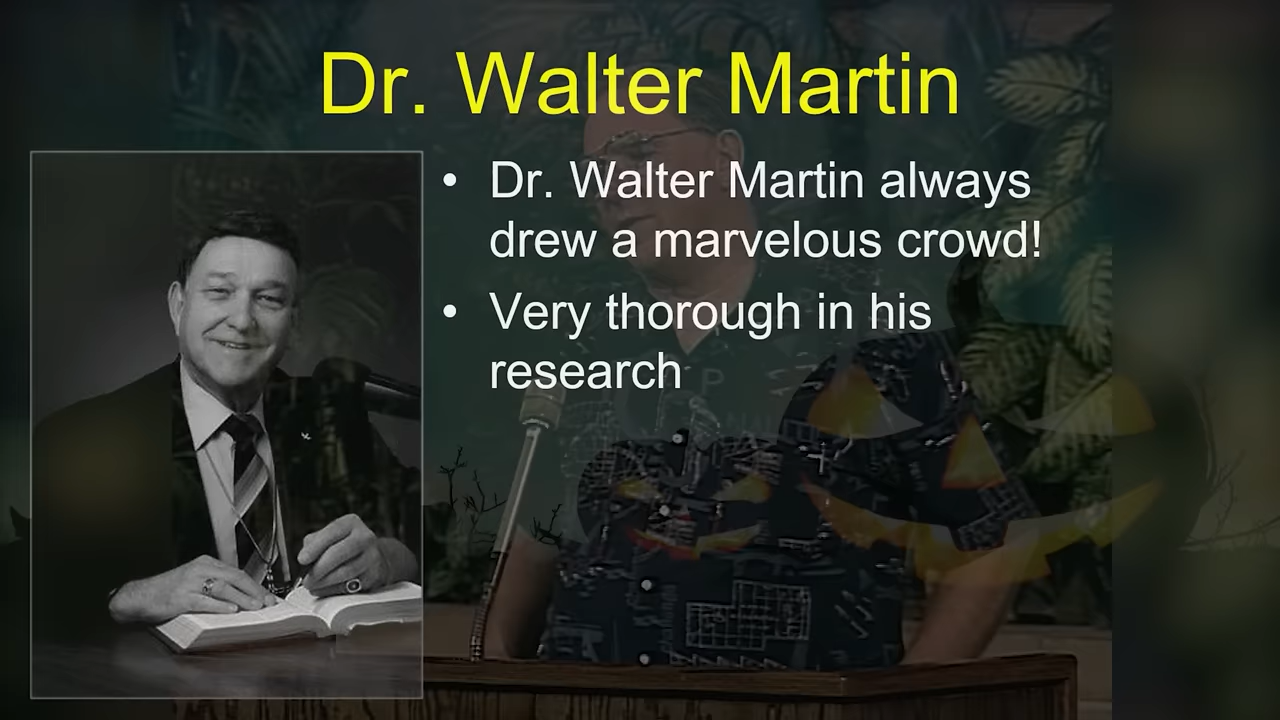 Dr. Walter Martin
• Dr. Walter Martin always
drew a marvelous crowd!
• Very thorough in his
research